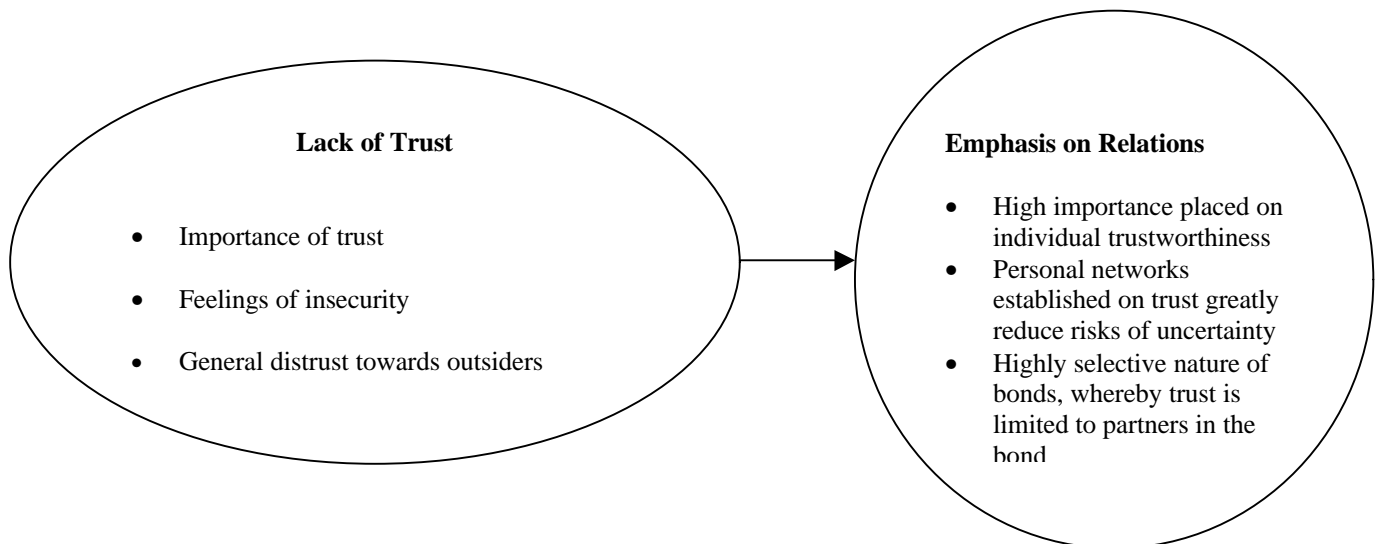 Lack of Trust
• Importance of trust
• Feelings of insecurity
• General distrust towards outsiders
Emphasis on Relations
• High importance placed on
individual trustworthiness
• Personal networks
established on trust greatly
reduce risks of uncertainty
• Highly selective nature of
bonds, whereby trust is
limited to partners in the
bond